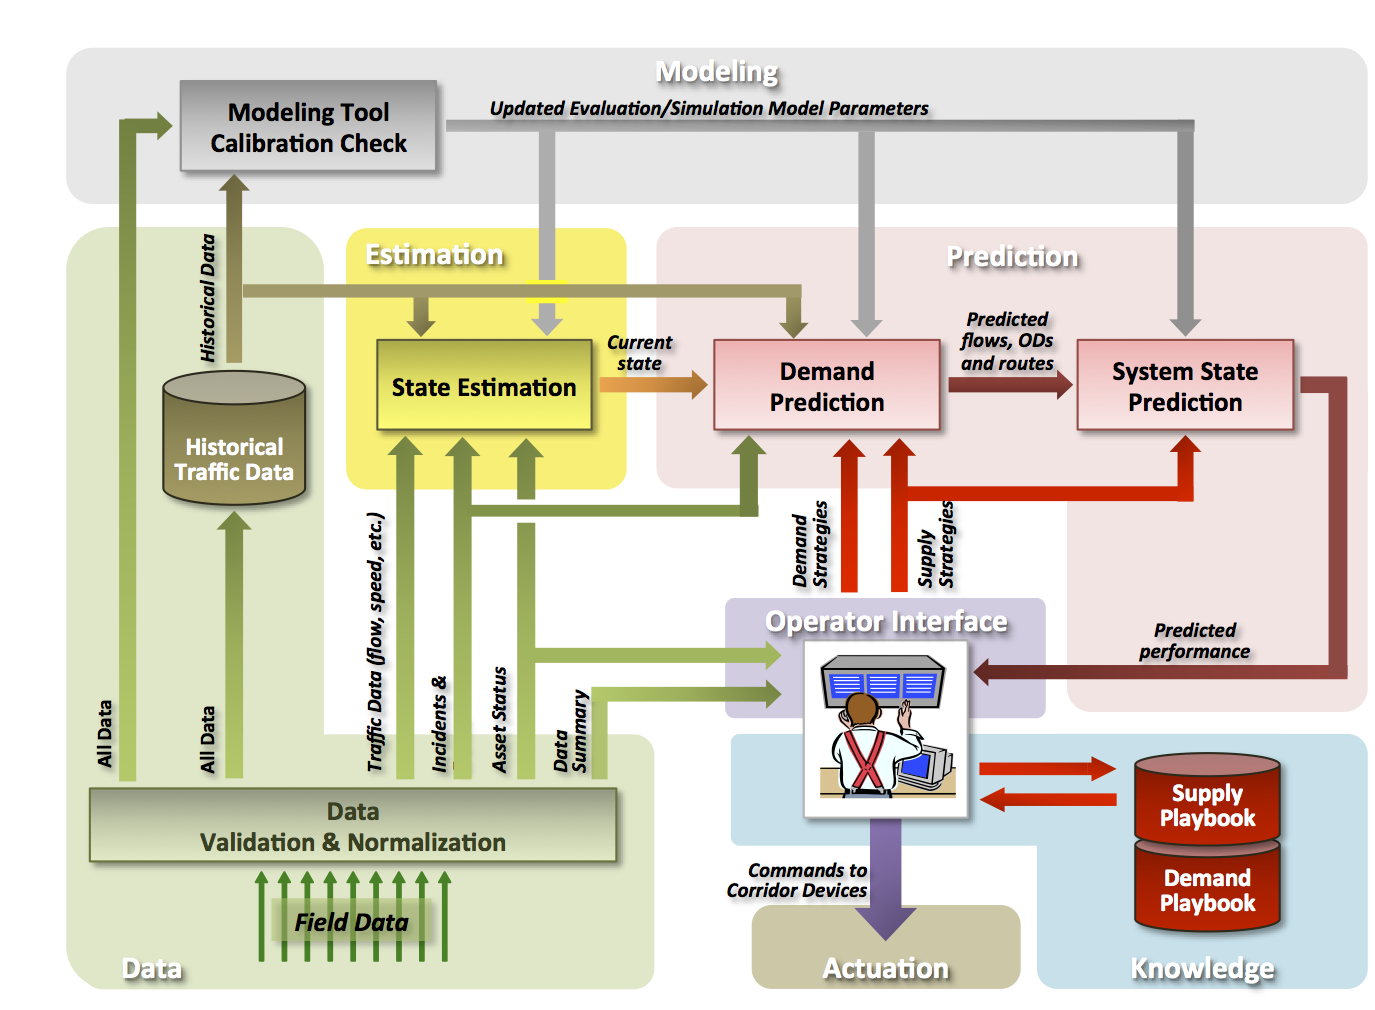 Modeling
Modeling Tool
Calibration Check
Updated Evaluation/Simulation Model Parameters
Historical Data
Estimation
Prediction
State Estimation
Current
state
Demand
Prediction
Predicted
flows, ODs
and routes
System State
Prediction
Historical
Traffic Data
All Data
All Data
Traffic Data (flow, speed, etc.)
Incidents &
Asset Status
Data
Summary
Demand
Strategies
Supply
Strategies
Operator Interface
Predicted
performance
Data
Validation & Normalization
Field Data
Data
Commands to
Corridor Devices
Actuation
Supply
Playbook
Demand
Playbook
Knowledge